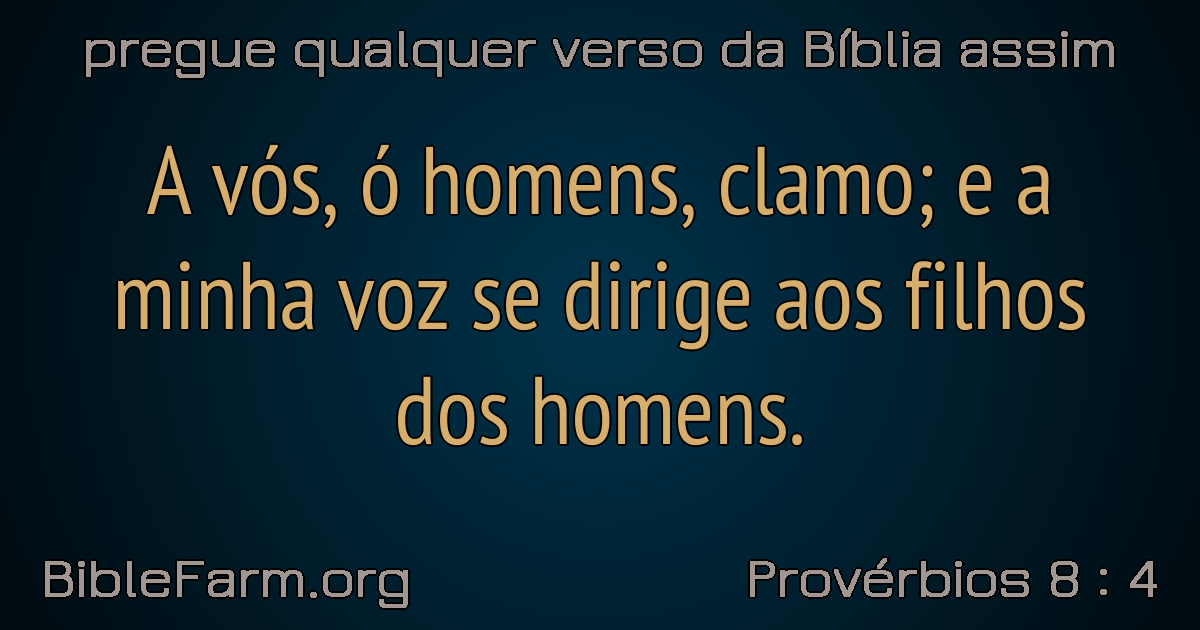 pregue qualquer verso da Bíblia assim
A vós, ó homens, clamo; e a
minha voz se dirige aos filhos
dos homens.
BibleFarm.org
Provérbios 8 : 4